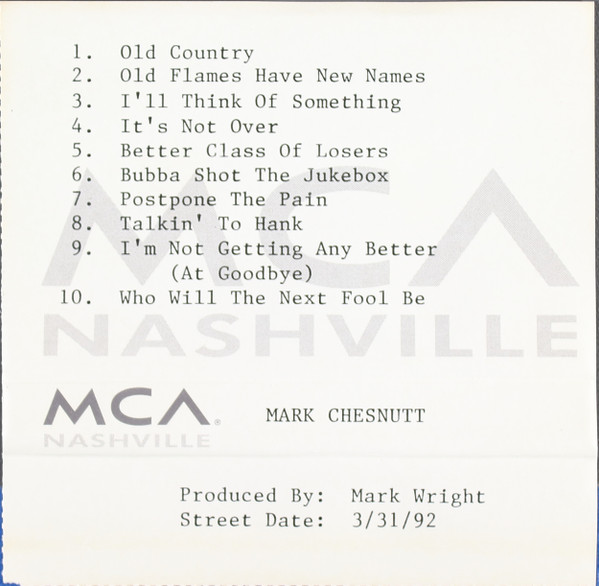 1. Old Country
2. Old Flames Have New Names
3. I'll Think Of Something
4. It's Not Over
5. Better Class Of Losers
6. Bubba Shot The Jukebox
7. Postpone The Pain
8. Talkin' To Hank
9. I'm Not Getting Any Better
(At Goodbye)
10. Who Will The Next Fool Be
MCA
NASHVILLE
MCA®
NASHVILLE
MARK CHESNUTT
Produced By: Mark Wright
Street Date: 3/31/92